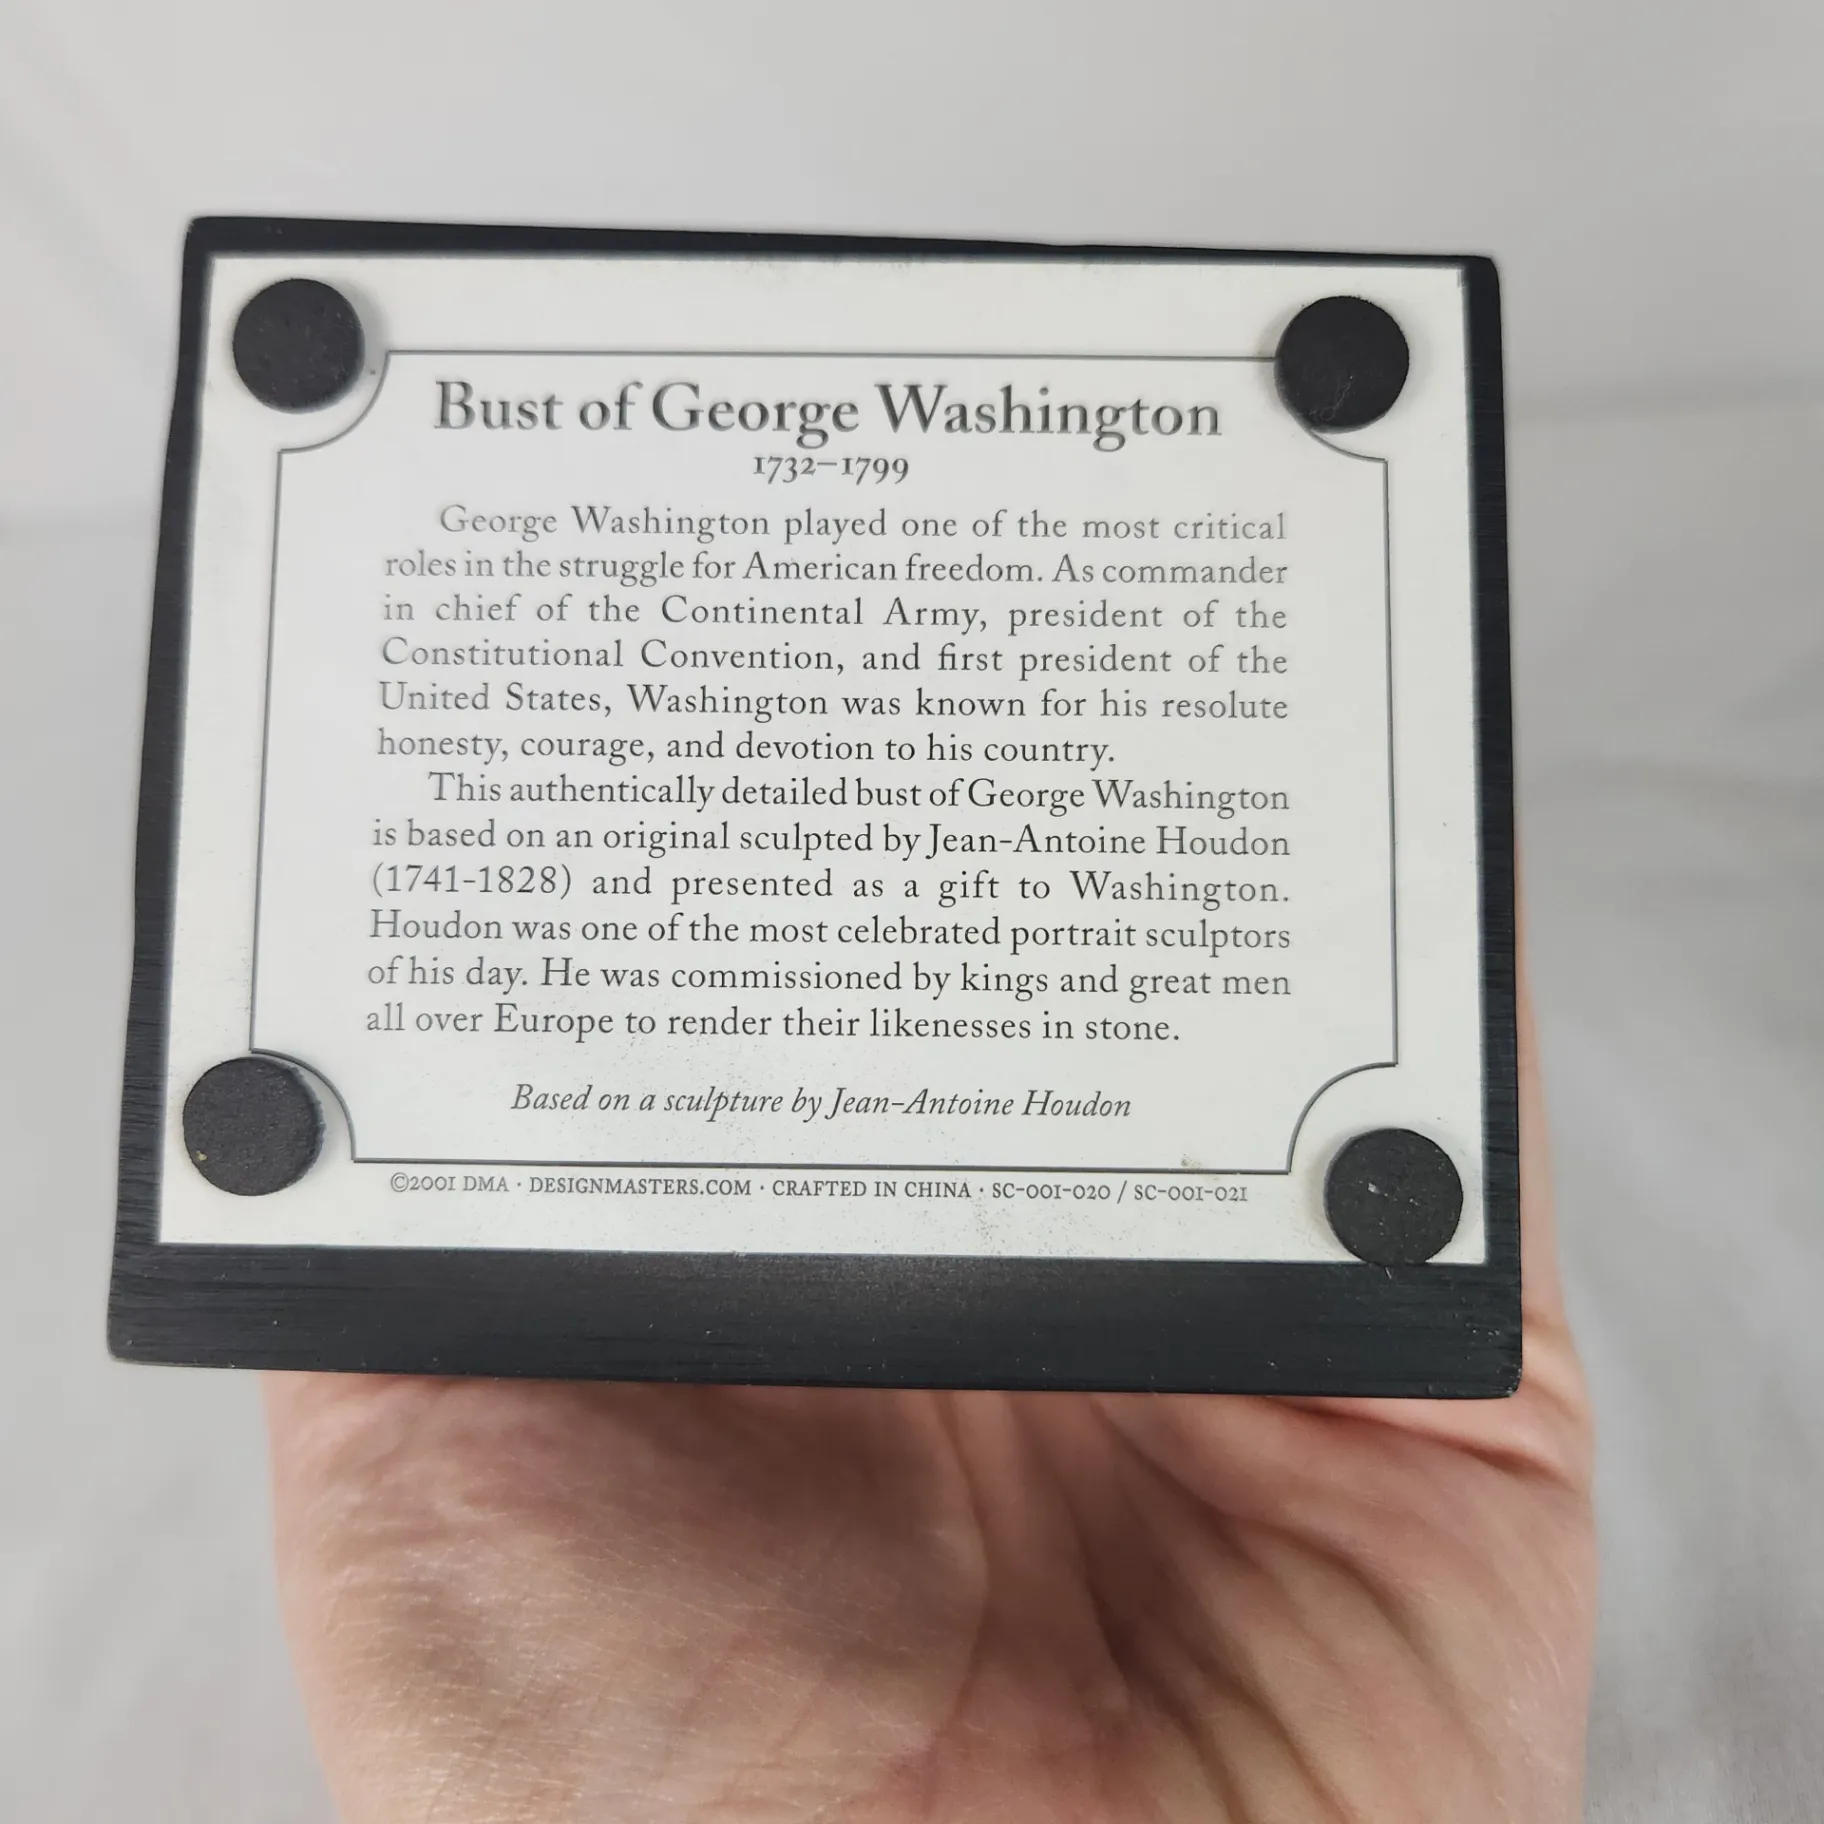 Bust of George Washington
1732–1799
George Washington played one of the most critical
roles in the struggle for American freedom. As commander
in chief of the Continental Army, president of the
Constitutional Convention, and first president of the
United States, Washington was known for his resolute
honesty, courage, and devotion to his country.
This authentically detailed bust of George Washington
is based on an original sculpted by Jean-Antoine Houdon
(1741-1828) and presented as a gift to Washington.
Houdon was one of the most celebrated portrait sculptors
of his day. He was commissioned by kings and great men
all over Europe to render their likenesses in stone.
Based on a sculpture by Jean-Antoine Houdon
©2001 DMA · DESIGNMASTERS.COM · CRAFTED IN CHINA · SC-001-020 / SC-001-021